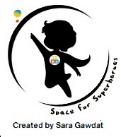 Space for Superheroes
Created by Sara Gawdat